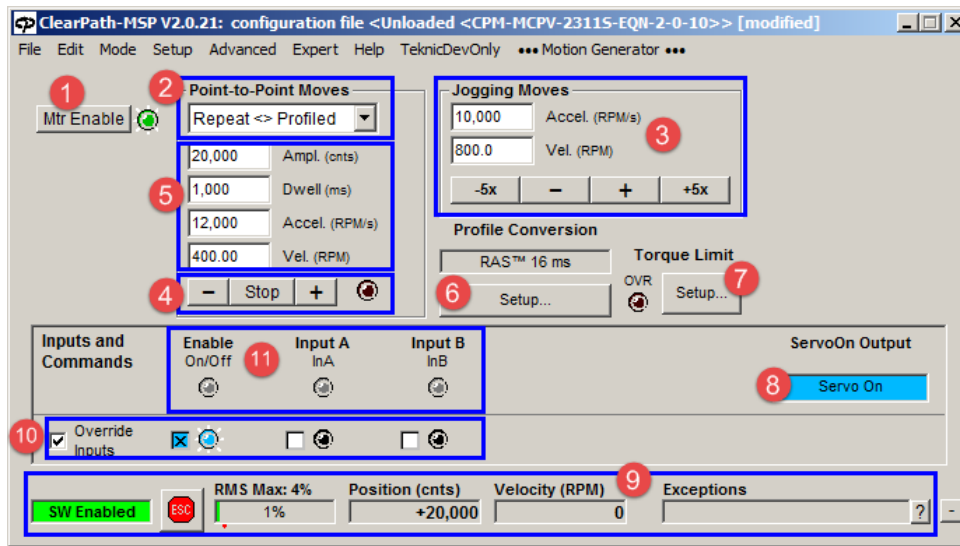 ClearPath-MSP V2.0.21: configuration file <Unloaded <CPM-MCPV-2311S-EQN-2-0-10>> [modified]
File Edit Mode Setup Advanced Expert Help TeknicDevOnly ••• Motion Generator •••
1
Mtr Enable
2
Point-to-Point Moves
Repeat <> Profiled
5
20,000 Ampl. (cnts)
1,000 Dwell (ms)
12,000 Accel. (RPM/s)
400.00 Vel. (RPM)
4
- Stop +
Jogging Moves
10,000 Accel. (RPM/s)
800.0 Vel. (RPM)
3
-5x - + +5x
Profile Conversion
RAS™ 16 ms
6
Setup...
Torque Limit
OVR
Setup...
7
Inputs and
Commands
Enable
On/Off
11
Input A
InA
Input B
InB
ServoOn Output
8
Servo On
10
Override
Inputs
9
SW Enabled
ESC
RMS Max: 4%
1%
Position (cnts)
+20,000
Velocity (RPM)
0
Exceptions
?
-